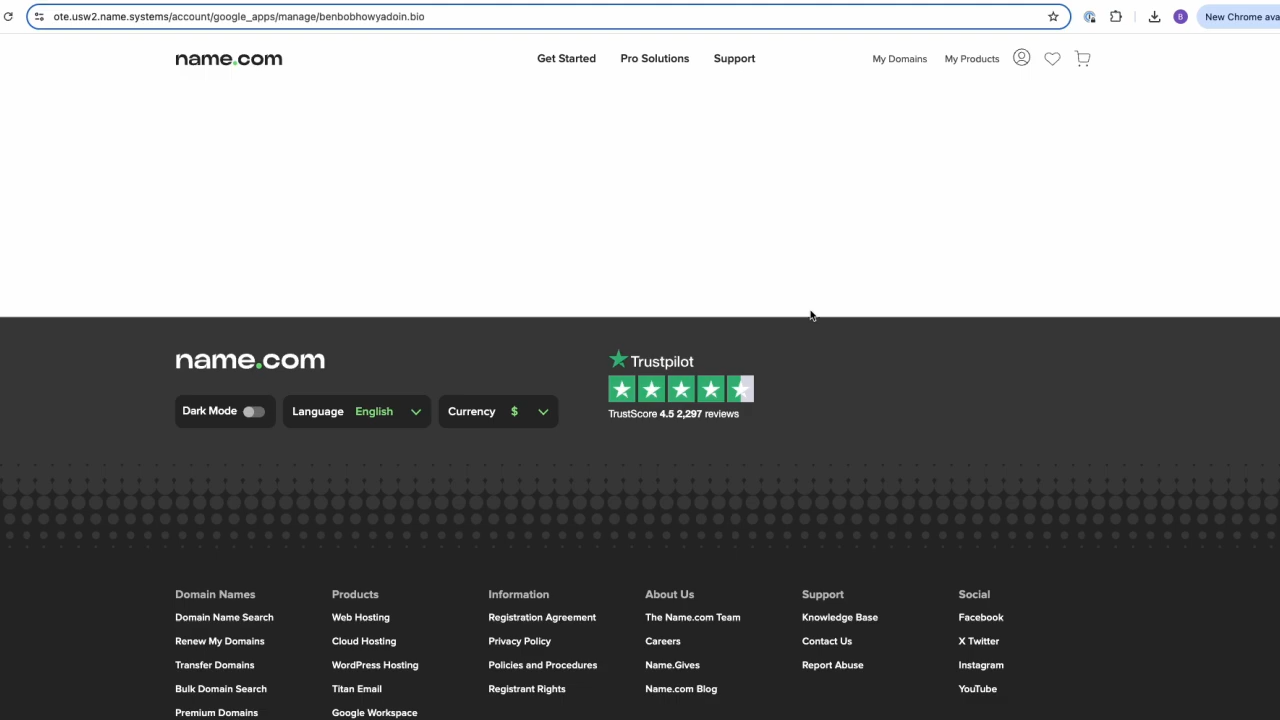 ote.usw2.name.systems/account/google_apps/manage/benbobhowyadoin.bio
B
New Chrome ava
name.com
Get Started
Pro Solutions
Support
My Domains
My Products
name.com
Dark Mode
Language English
Currency $
Trustpilot
TrustScore 4.5 2,297 reviews
Domain Names
Domain Name Search
Renew My Domains
Transfer Domains
Bulk Domain Search
Premium Domains
Products
Web Hosting
Cloud Hosting
WordPress Hosting
Titan Email
Google Workspace
Information
Registration Agreement
Privacy Policy
Policies and Procedures
Registrant Rights
About Us
The Name.com Team
Careers
Name.Gives
Name.com Blog
Support
Knowledge Base
Contact Us
Report Abuse
Social
Facebook
X Twitter
Instagram
YouTube